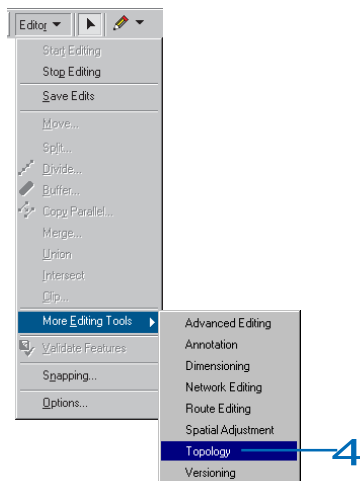 Editor
Start Editing
Stop Editing
Save Edits
Move...
Split...
Divide...
Buffer...
Copy Parallel...
Merge...
Union
Intersect
Clip...
More Editing Tools
Validate Features
Snapping...
Options...
Advanced Editing
Annotation
Dimensioning
Network Editing
Route Editing
Spatial Adjustment
Topology 4
Versioning